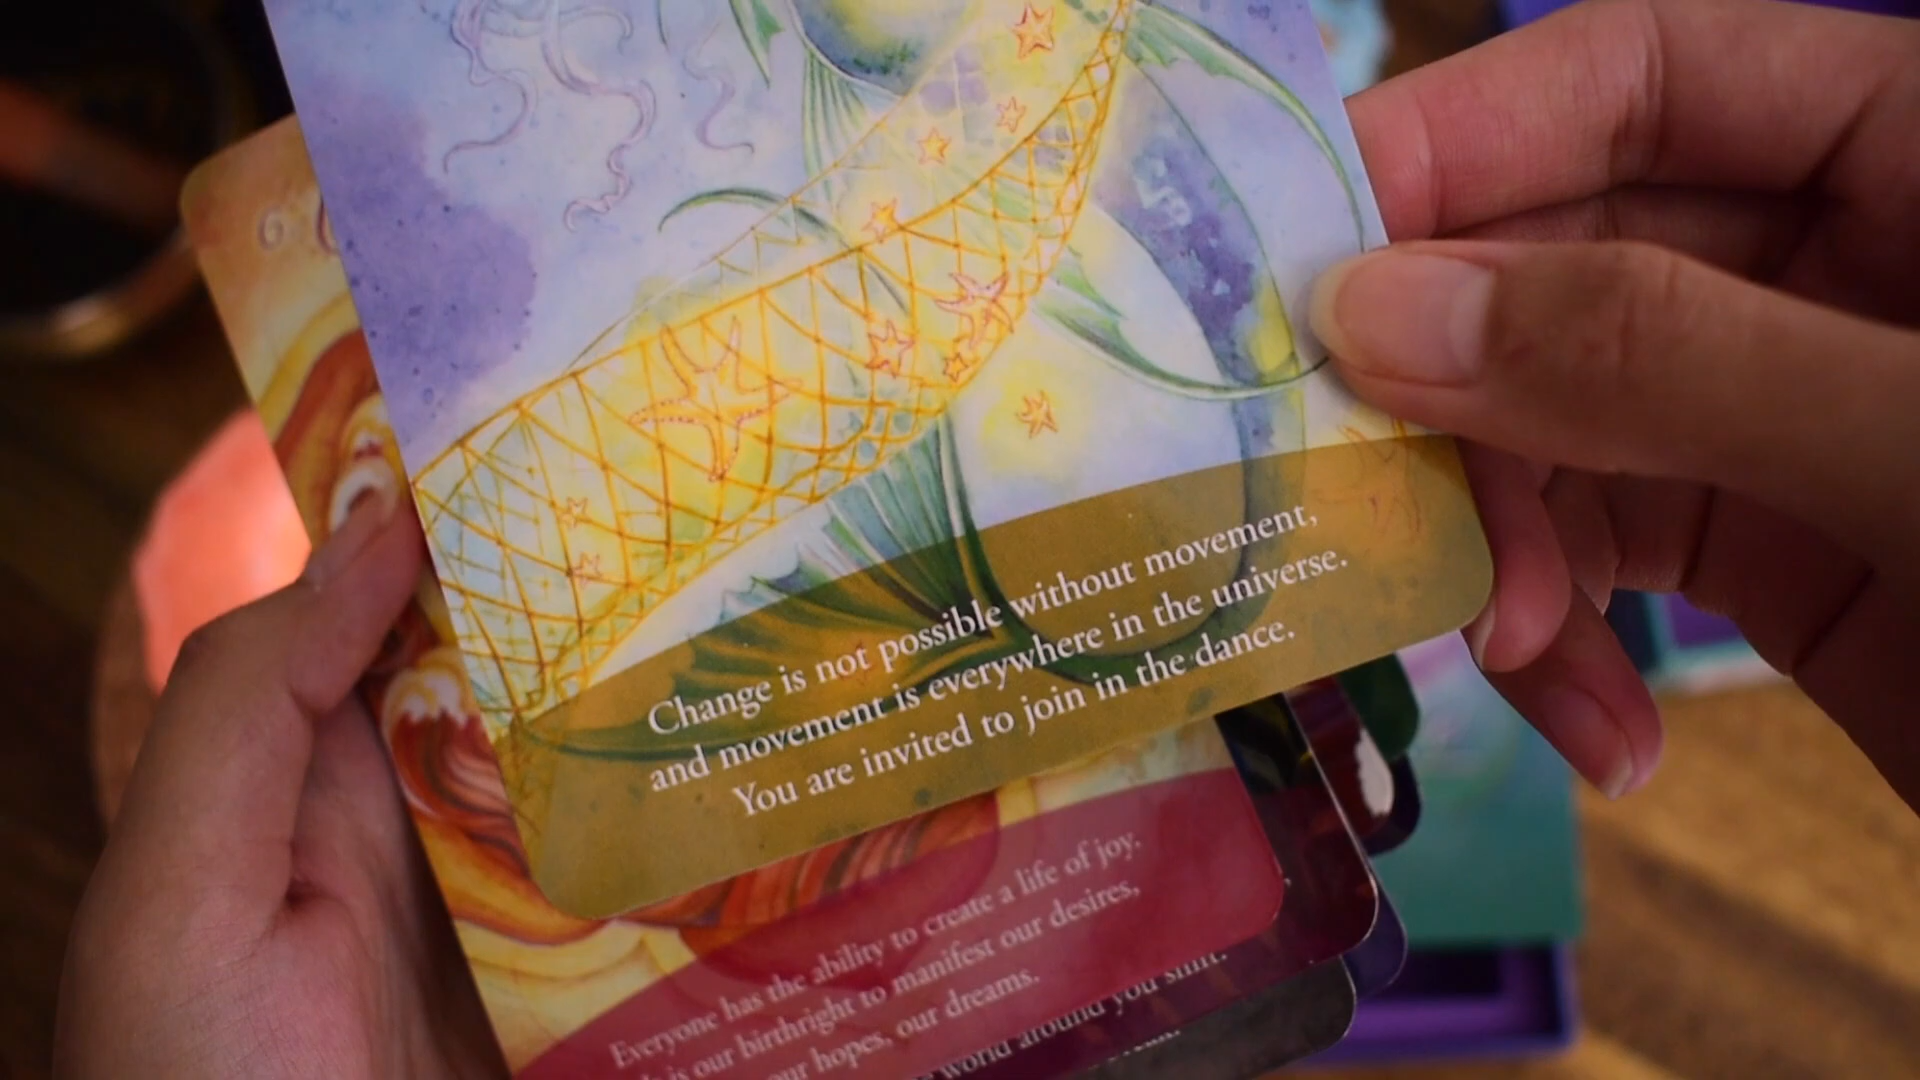 6
Change is not possible without movement,
and movement is everywhere in the universe.
You are invited to join in the dance.
Everyone has the ability to create a life of joy.
is our birthright to manifest our desires,
our hopes, our dreams.
world around you shift.